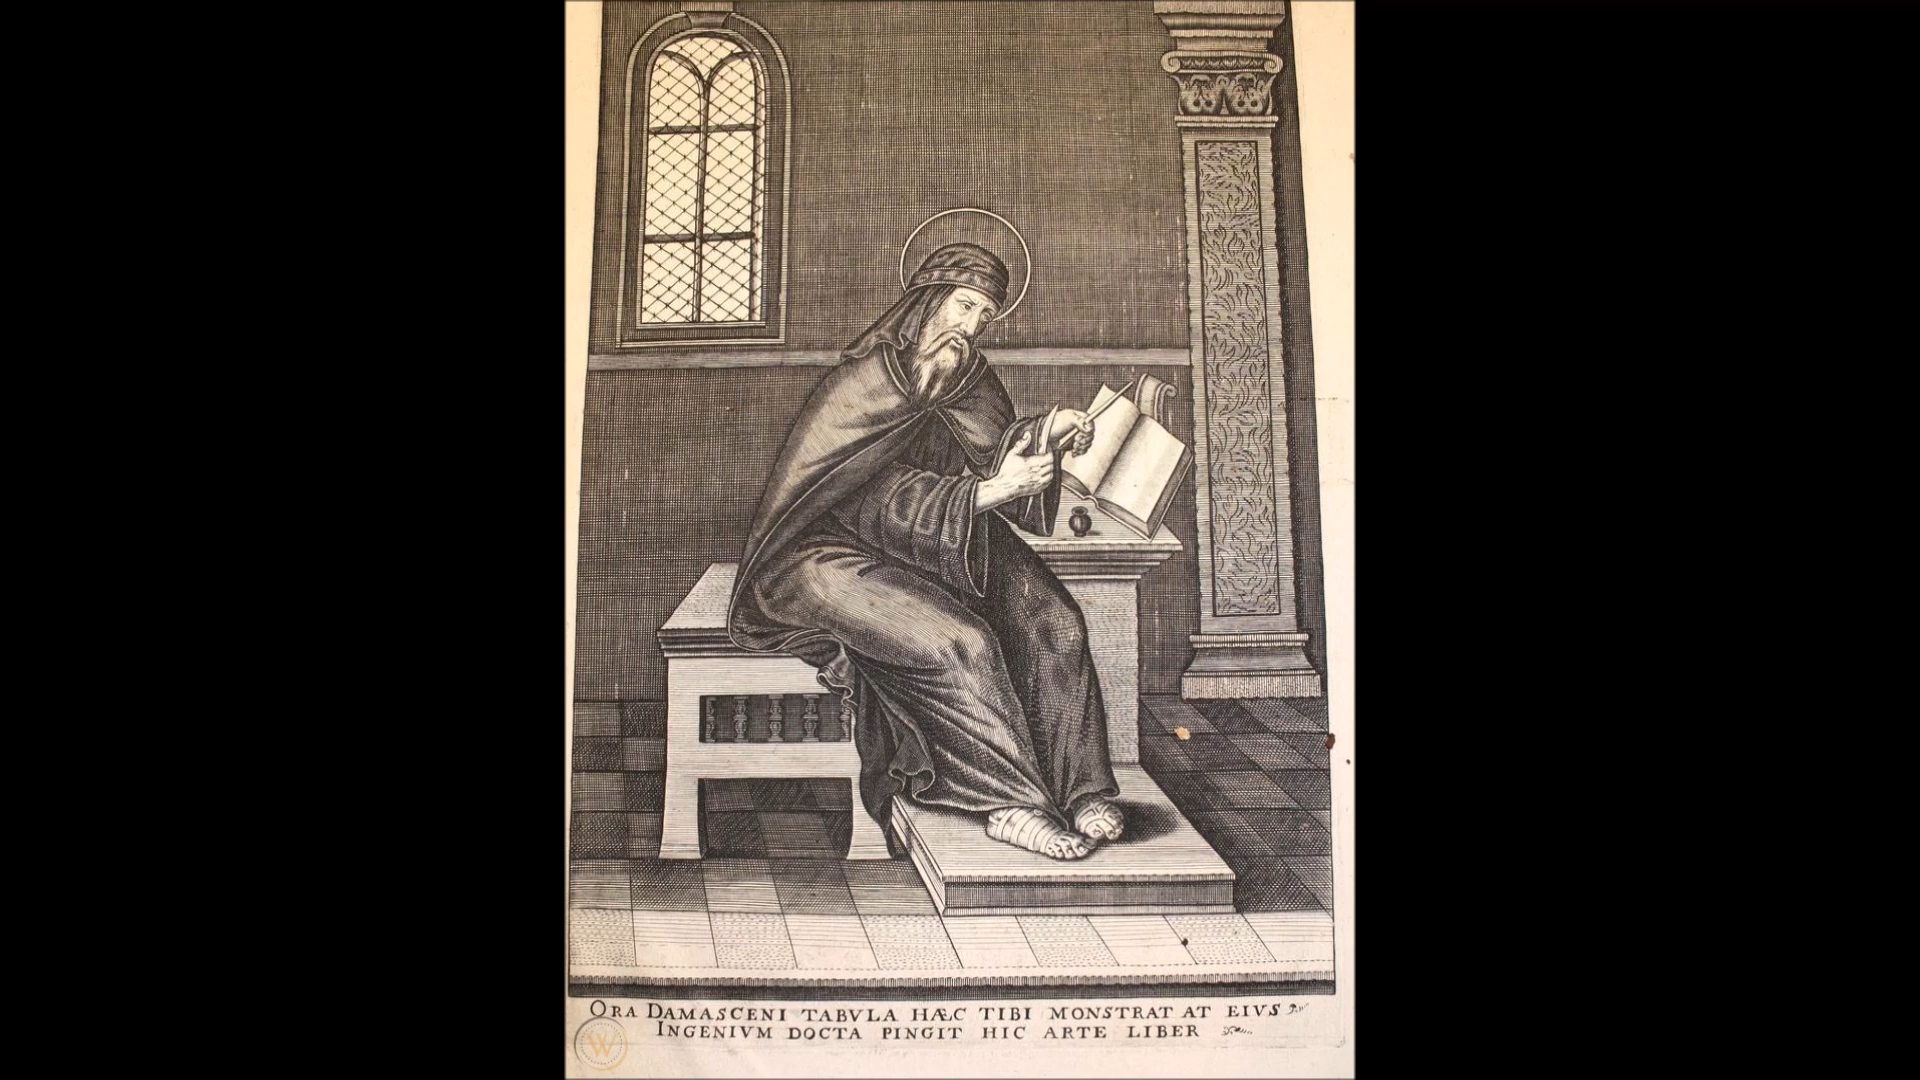 ORA DAMASCENI TABVLA HÆC TIBI MONSTRAT AT EIVS
INGENIVM DOCTA PINGIT HIC ARTE LIBER
W